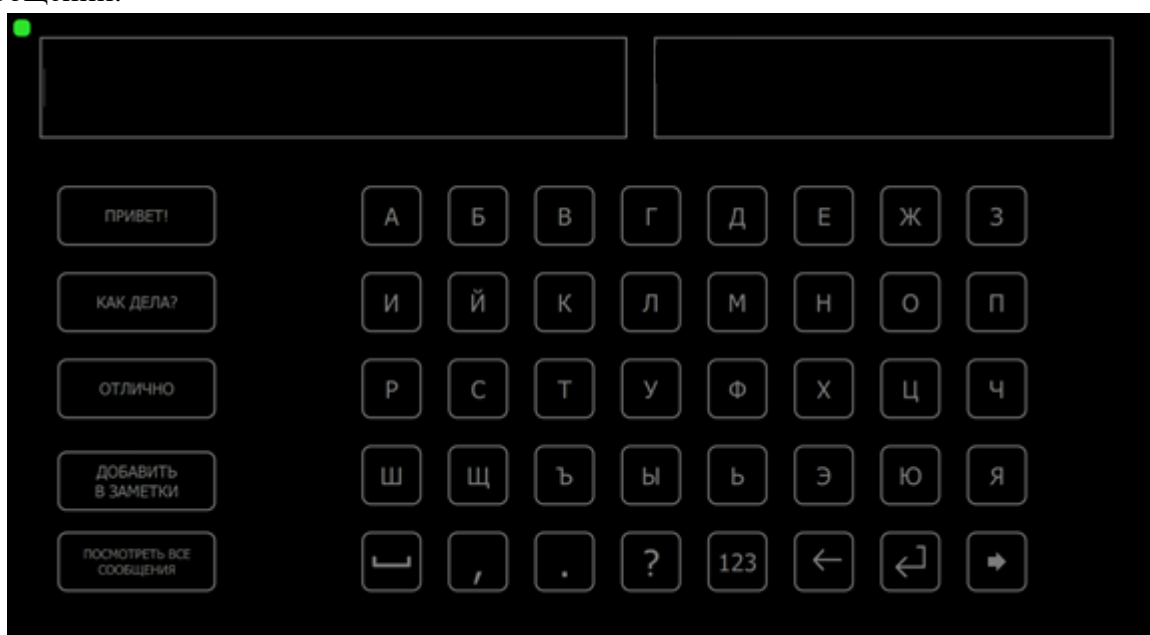 ПРИВЕТ!
А Б В Г Д Е Ж З
КАК ДЕЛА?
И Й К Л М Н О П
ОТЛИЧНО
Р С Т У Ф Х Ц Ч
ДОБАВИТЬ
В ЗАМЕТКИ
Ш Щ Ъ Ы Ь Э Ю Я
ПОСМОТРЕТЬ ВСЕ
СООБЩЕНИЯ
, . ? 123